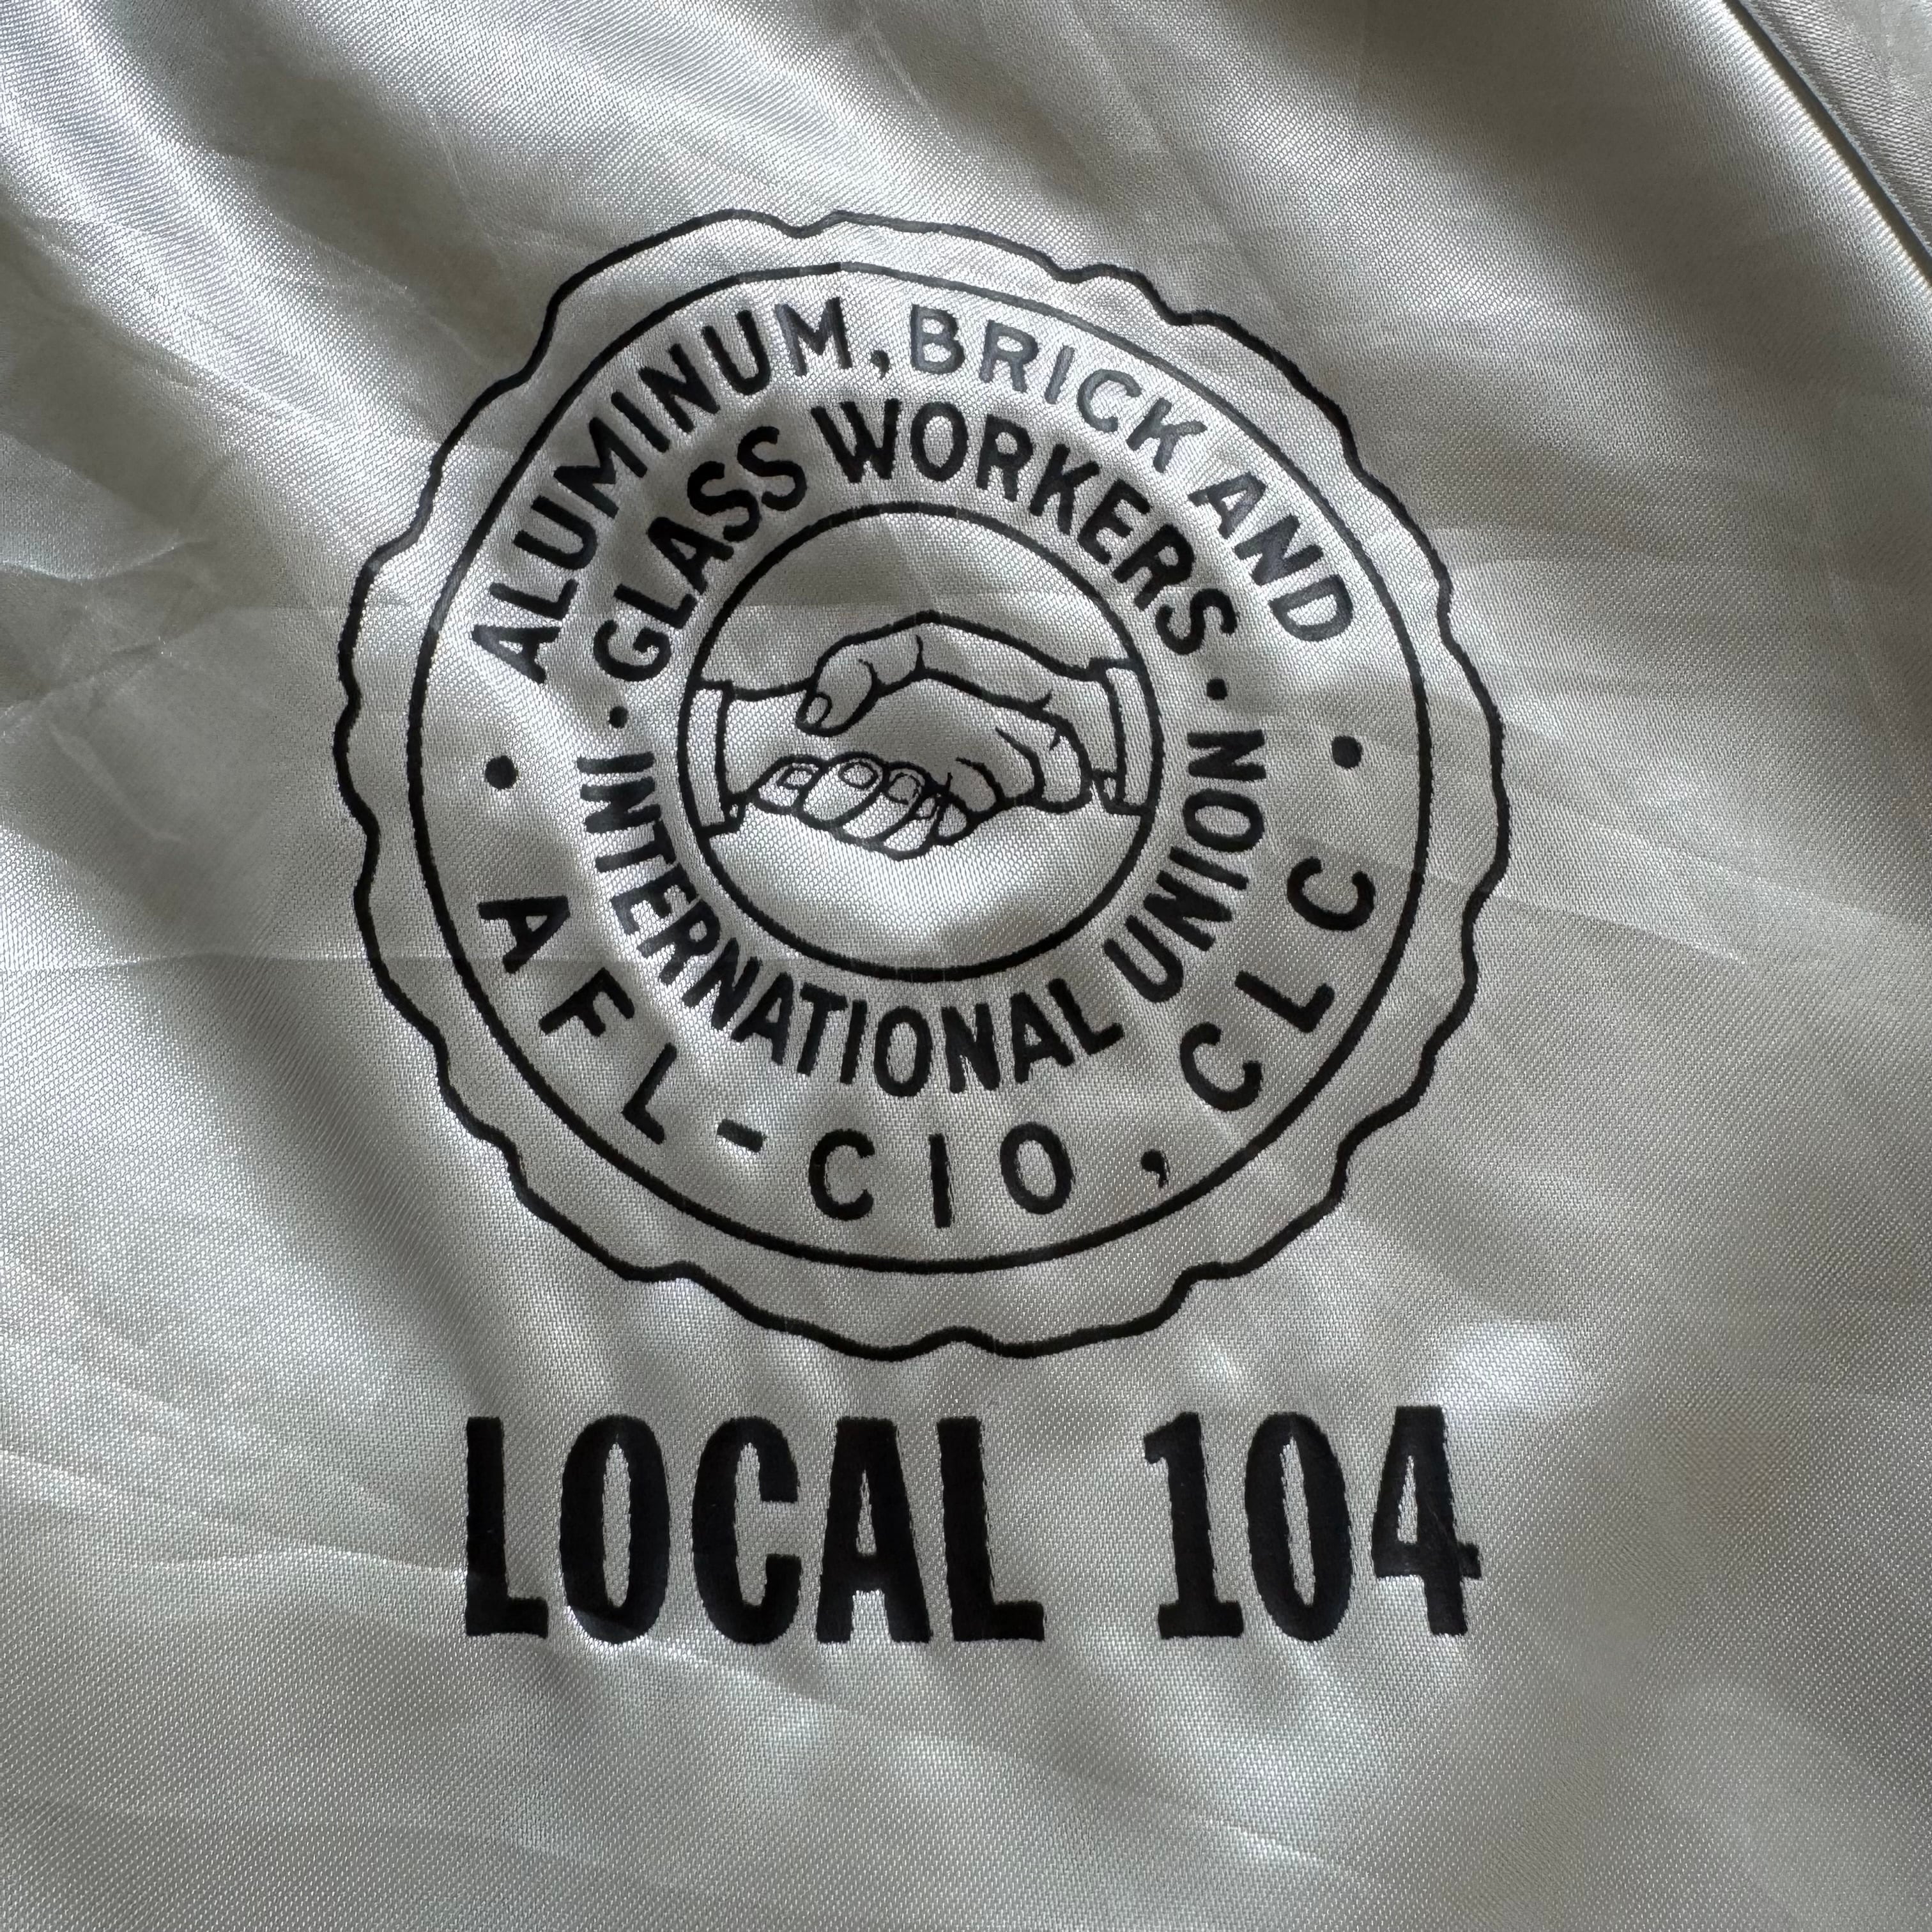 ALUMINUM, BRICK AND
· GLASS WORKERS ·
INTERNATIONAL UNION
• AFL-CIO, CLC •
LOCAL 104